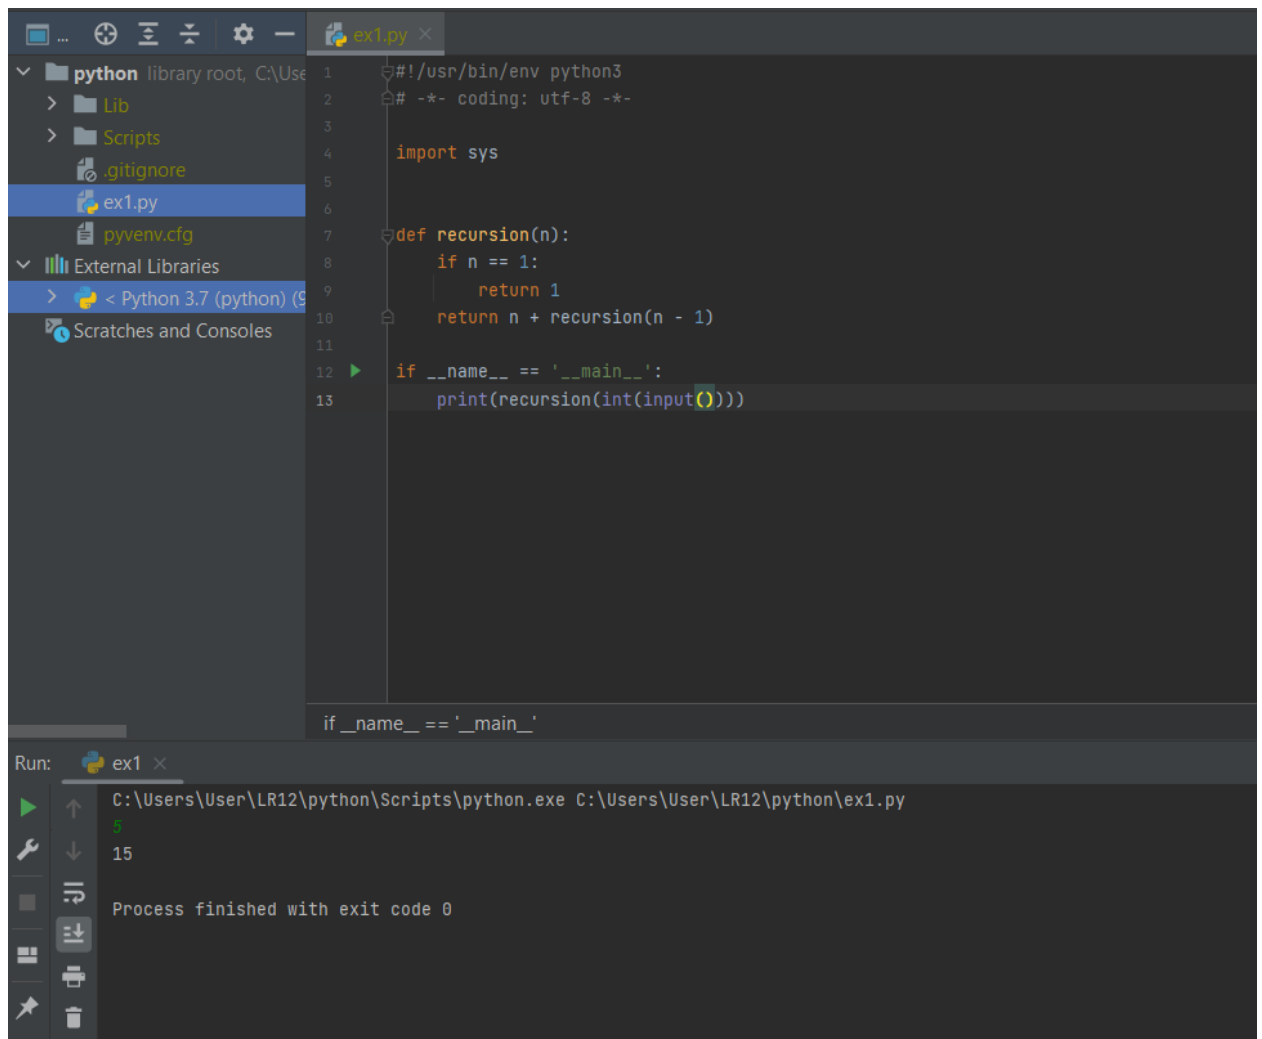 ...
ex1.py
python library root, C:\Use
Lib
Scripts
.gitignore
ex1.py
pyvenv.cfg
External Libraries
< Python 3.7 (python) (9
Scratches and Consoles
1 #!/usr/bin/env python3
2 # -*- coding: utf-8 -*-
3
4 import sys
5
6
7 def recursion(n):
8 if n == 1:
9 return 1
10 return n + recursion(n - 1)
11
12 if __name__ == '__main__':
13 print(recursion(int(input())))
if __name__ == '__main__'
Run: ex1
C:\Users\User\LR12\python\Scripts\python.exe C:\Users\User\LR12\python\ex1.py
5
15
Process finished with exit code 0